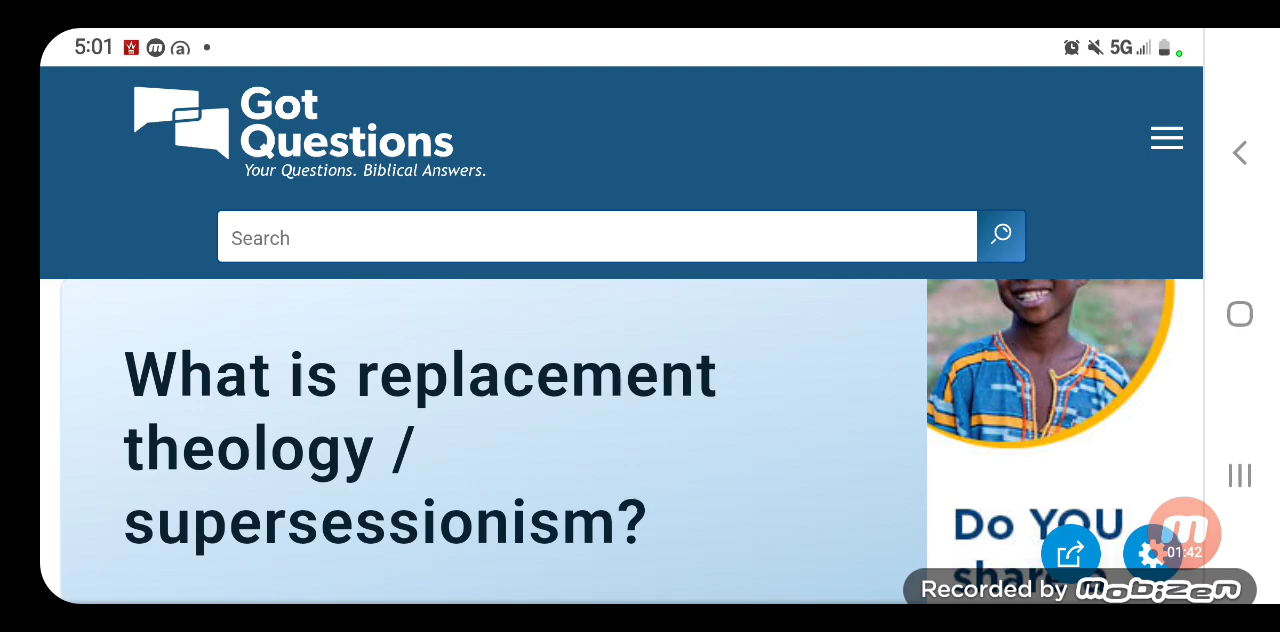 5:01
5G
Got
Questions
Your Questions. Biblical Answers.
Search
What is replacement
theology /
supersessionism?
Do YOU
01:42
Recorded by mobizen